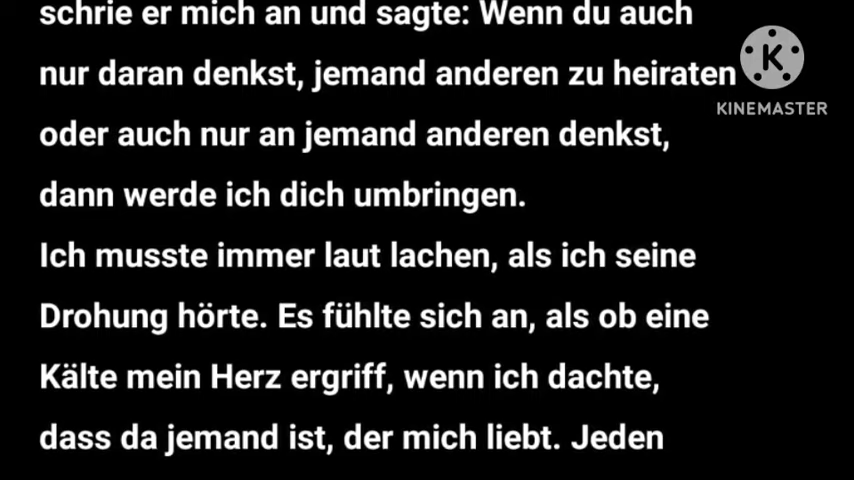 schrie er mich an und sagte: Wenn du auch
nur daran denkst, jemand anderen zu heiraten
oder auch nur an jemand anderen denkst,
dann werde ich dich umbringen.
Ich musste immer laut lachen, als ich seine
Drohung hörte. Es fühlte sich an, als ob eine
Kälte mein Herz ergriff, wenn ich dachte,
dass da jemand ist, der mich liebt. Jeden
K
KINEMASTER